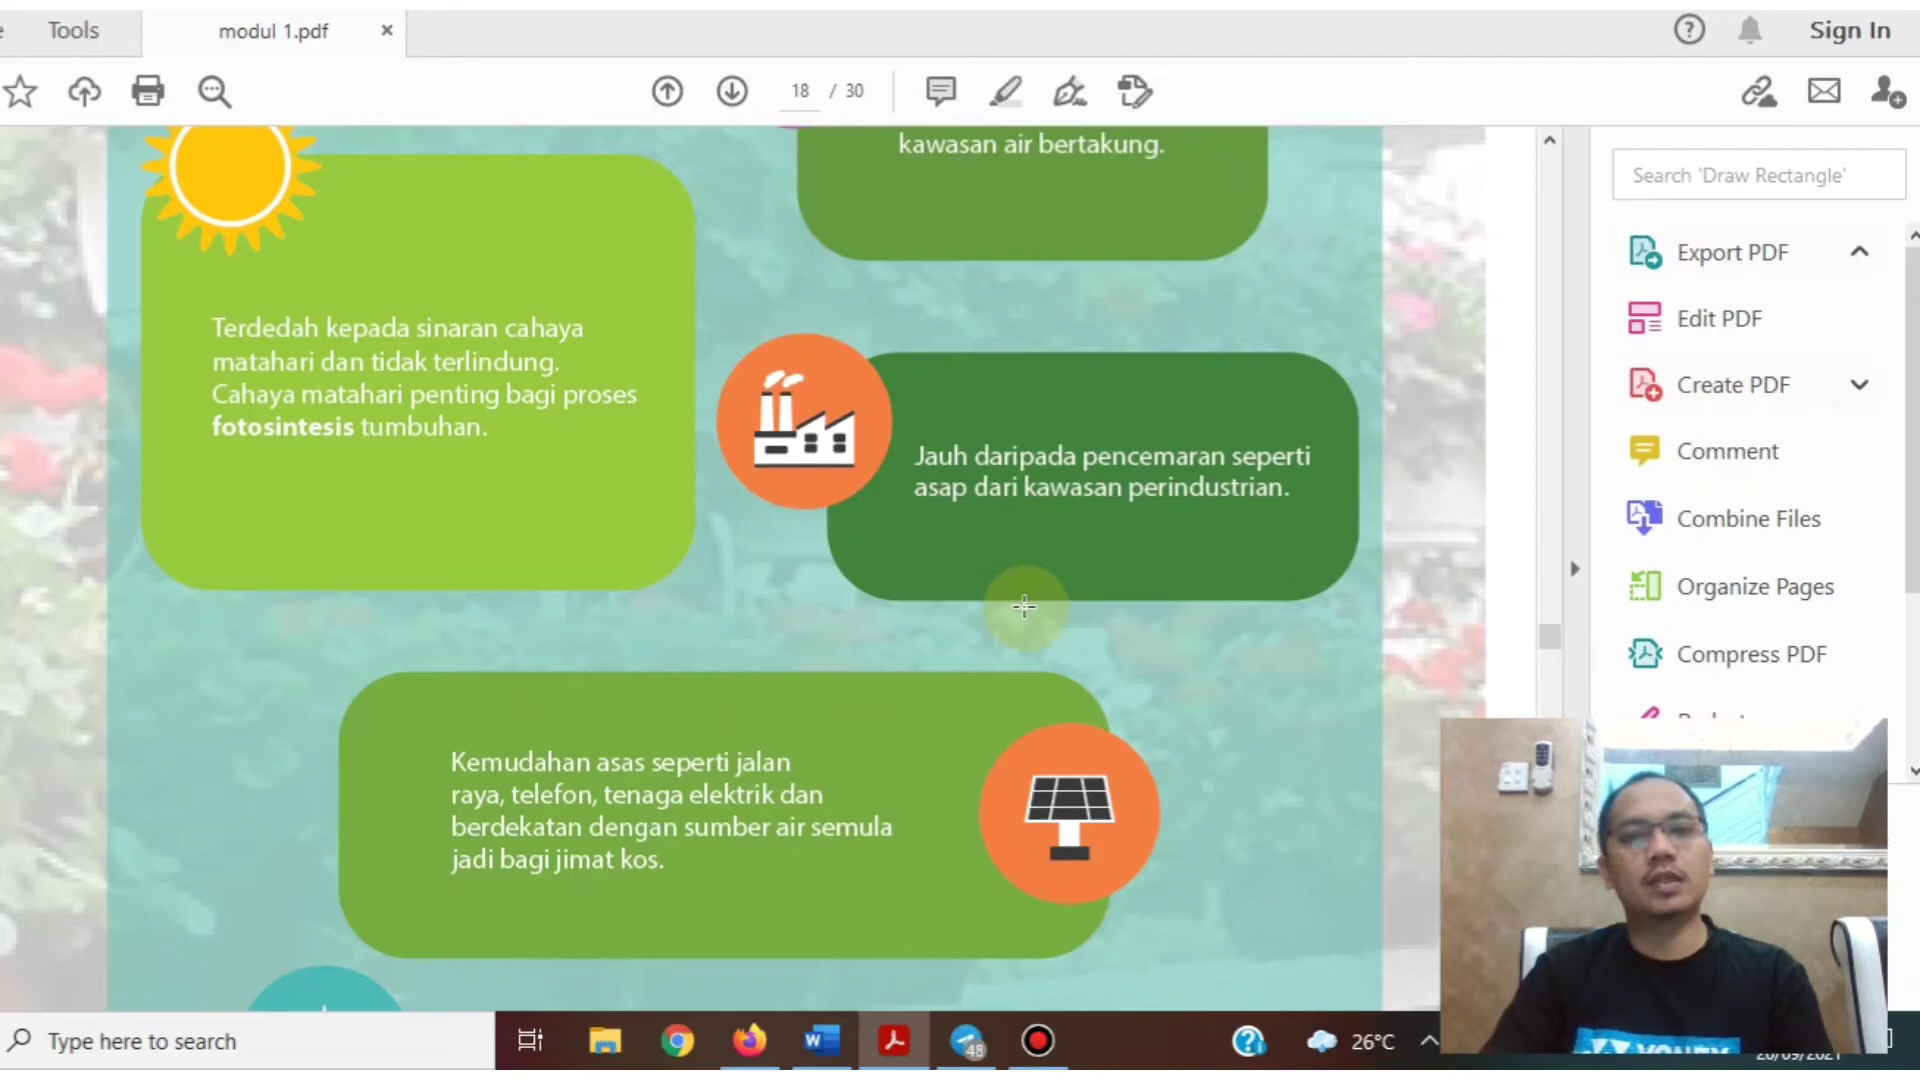 Tools
modul 1.pdf
Sign In
18 / 30
kawasan air bertakung.
Search 'Draw Rectangle'
Terdedah kepada sinaran cahaya
matahari dan tidak terlindung.
Cahaya matahari penting bagi proses
fotosintesis tumbuhan.
Jauh daripada pencemaran seperti
asap dari kawasan perindustrian.
Kemudahan asas seperti jalan
raya, telefon, tenaga elektrik dan
berdekatan dengan sumber air semula
jadi bagi jimat kos.
Export PDF
Edit PDF
Create PDF
Comment
Combine Files
Organize Pages
Compress PDF
YONEX
Type here to search
48
26°C